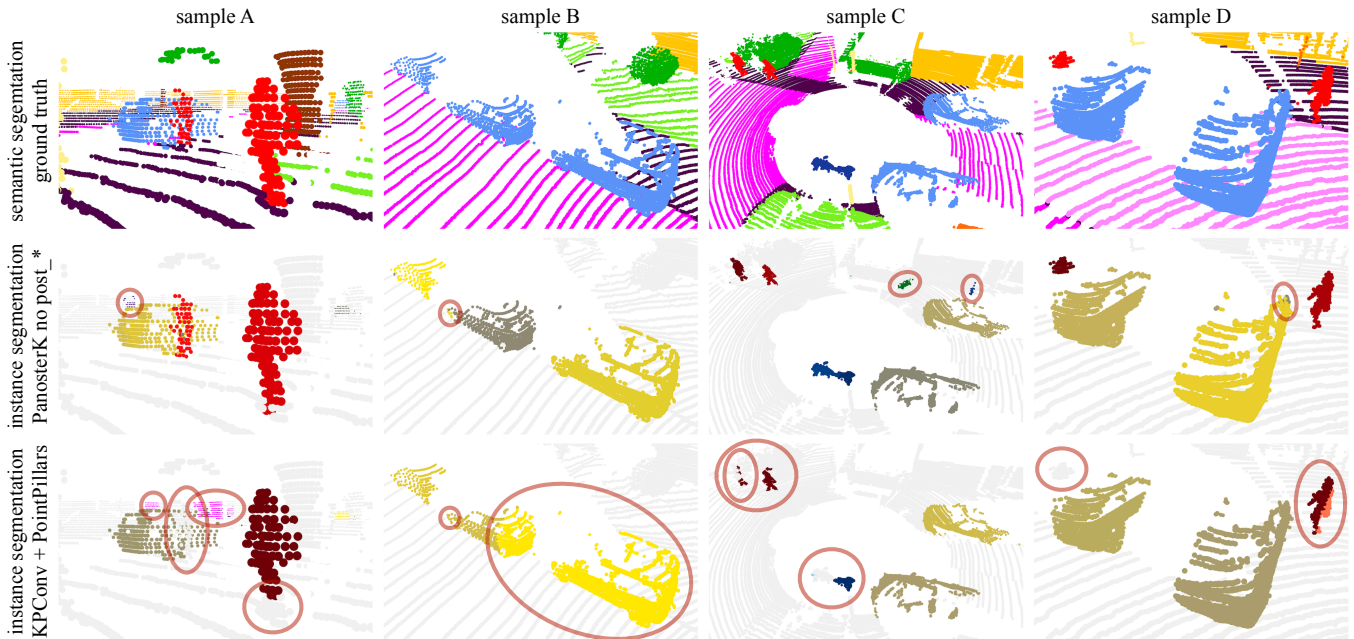 sample A
sample B
sample C
sample D
semantic segmentation
ground truth
instance segmentation
PanosterK no post_*
instance segmentation
KPConv + PointPillars